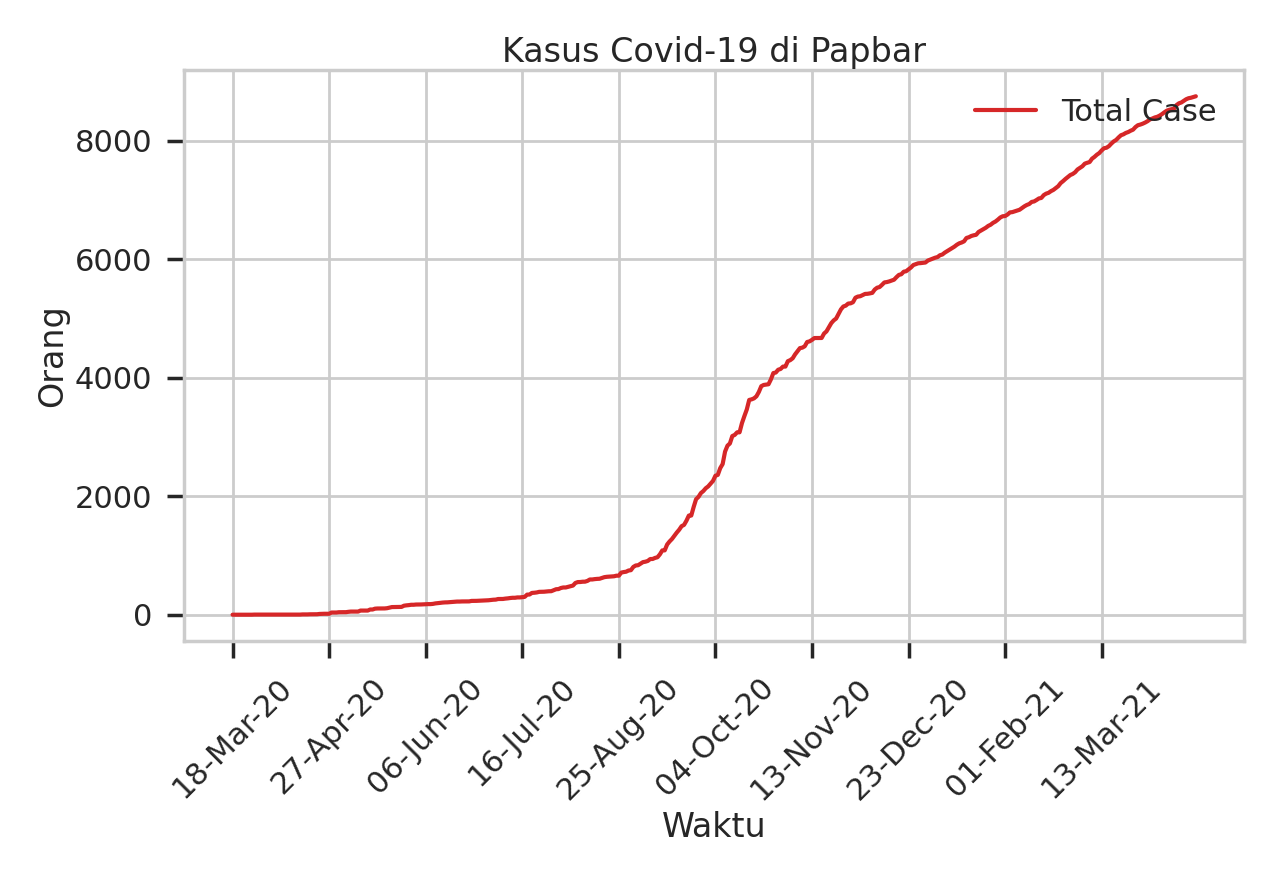 Kasus Covid-19 di Papbar
Total Case
Orang
8000
6000
4000
2000
0
18-Mar-20
27-Apr-20
06-Jun-20
16-Jul-20
25-Aug-20
04-Oct-20
13-Nov-20
23-Dec-20
01-Feb-21
13-Mar-21
Waktu